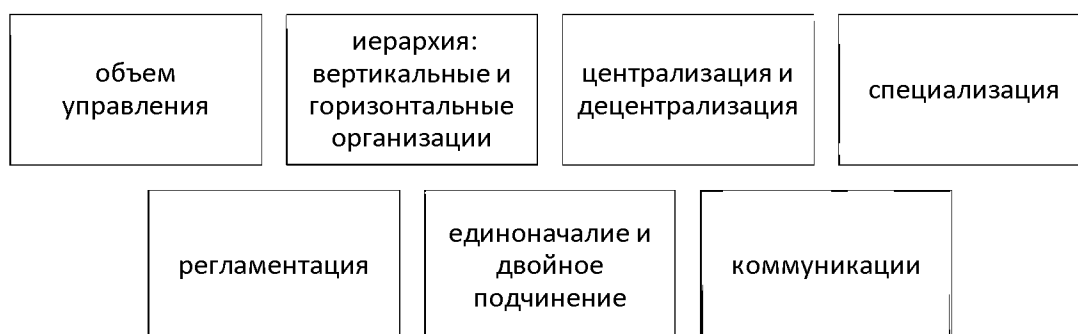 объем
управления
иерархия:
вертикальные и
горизонтальные
организации
централизация и
децентрализация
специализация
регламентация
единоначалие и
двойное
подчинение
коммуникации